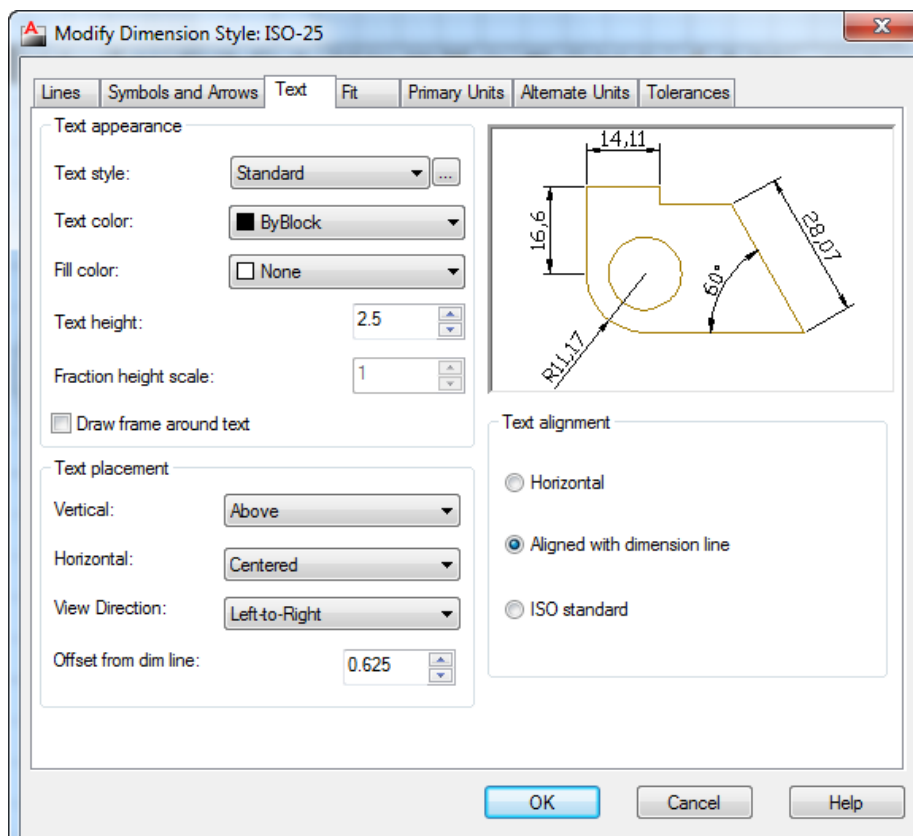 Modify Dimension Style: ISO-25
Lines
Symbols and Arrows
Text
Fit
Primary Units
Alternate Units
Tolerances
Text appearance
Text style:
Standard
...
Text color:
ByBlock
Fill color:
None
Text height:
2.5
Fraction height scale:
1
Draw frame around text
Text placement
Vertical:
Above
Horizontal:
Centered
View Direction:
Left-to-Right
Offset from dim line:
0.625
14,11
16,6
28,07
60°
R11,17
Text alignment
Horizontal
Aligned with dimension line
ISO standard
OK
Cancel
Help